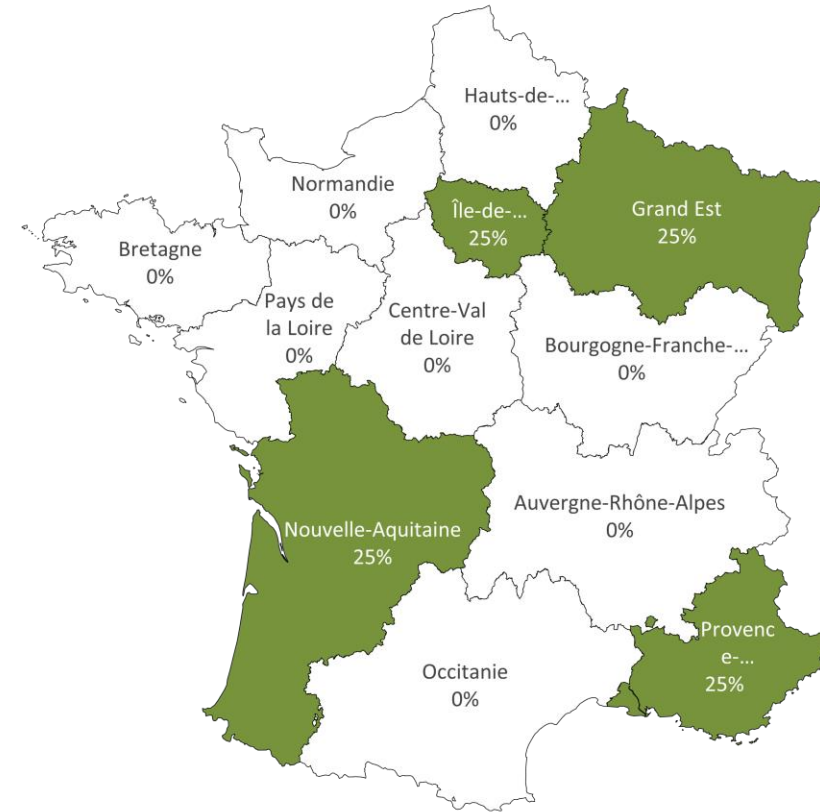 Hauts-de-...
0%
Normandie
0%
Île-de-...
25%
Grand Est
25%
Bretagne
0%
Pays de
la Loire
0%
Centre-Val
de Loire
0%
Bourgogne-Franche-...
0%
Nouvelle-Aquitaine
25%
Auvergne-Rhône-Alpes
0%
Occitanie
0%
Provenc
e-...
25%